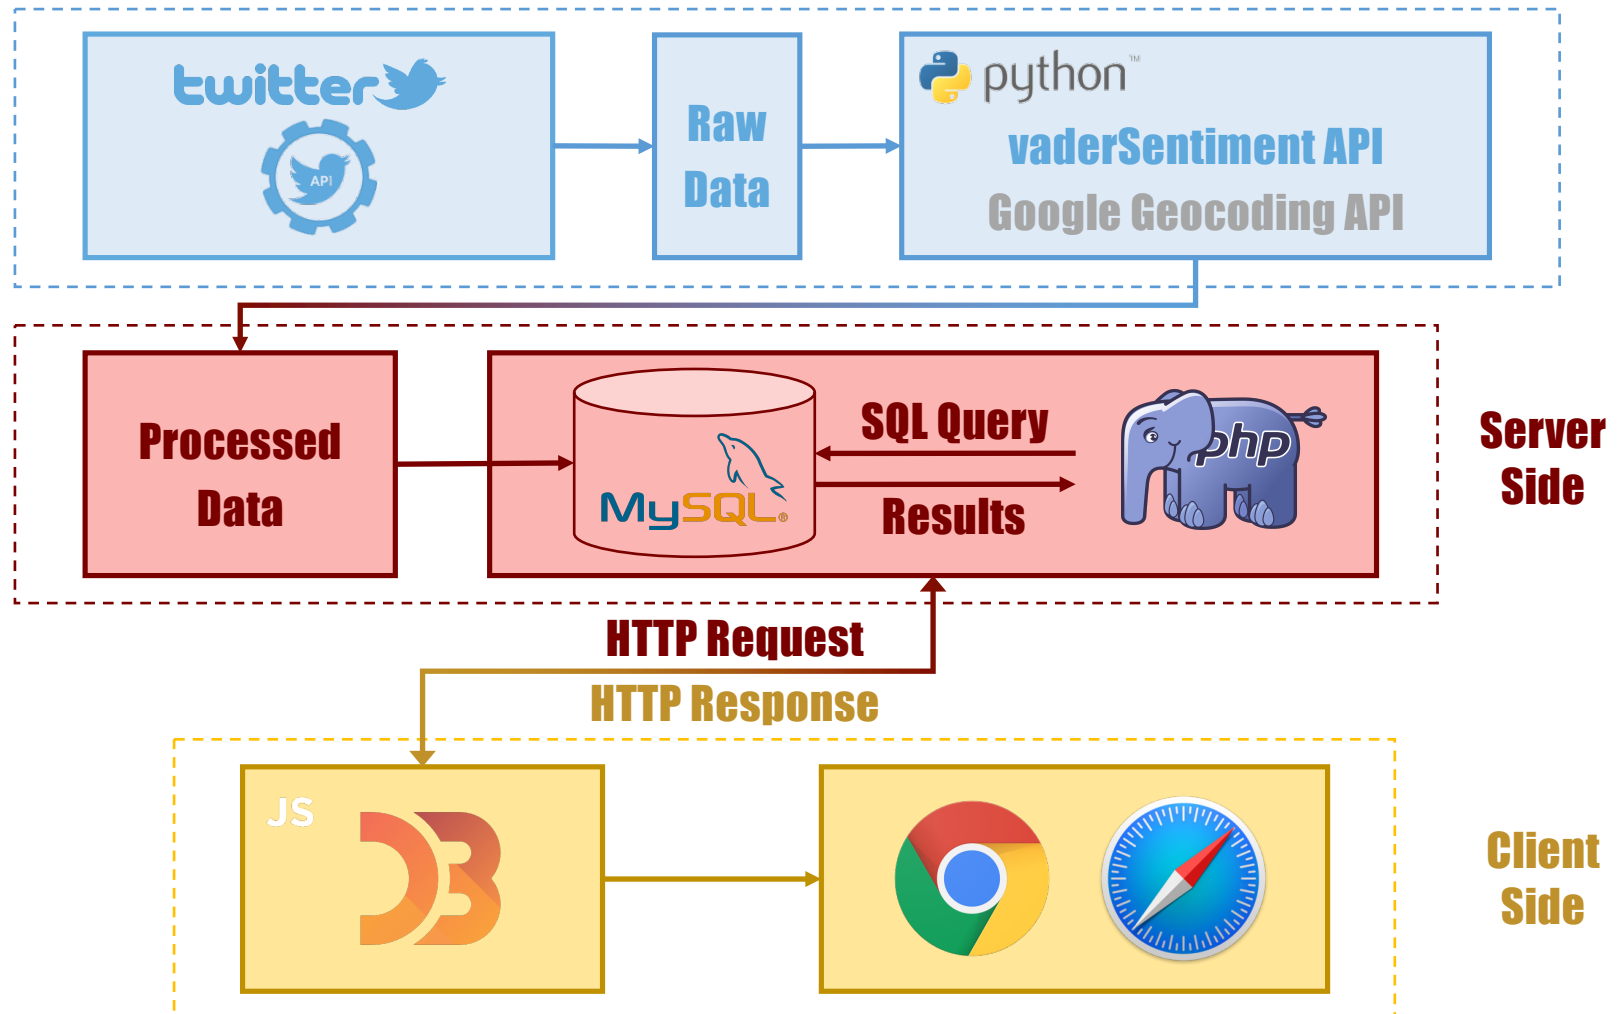 twitter
API
Raw
Data
python™
vaderSentiment API
Google Geocoding API
Processed
Data
MySQL®
SQL Query
Results
php
Server
Side
HTTP Request
HTTP Response
JS
D3
Client
Side